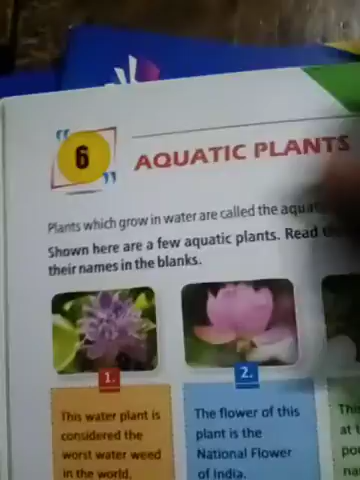 6
AQUATIC PLANTS
Plants which grow in water are called the
Shown here are a few aquatic plants. Read
their names in the blanks.
1.
2.
This water plant is
considered the
worst water weed
in the world.
The flower of this
plant is the
National Flower
of India.
at